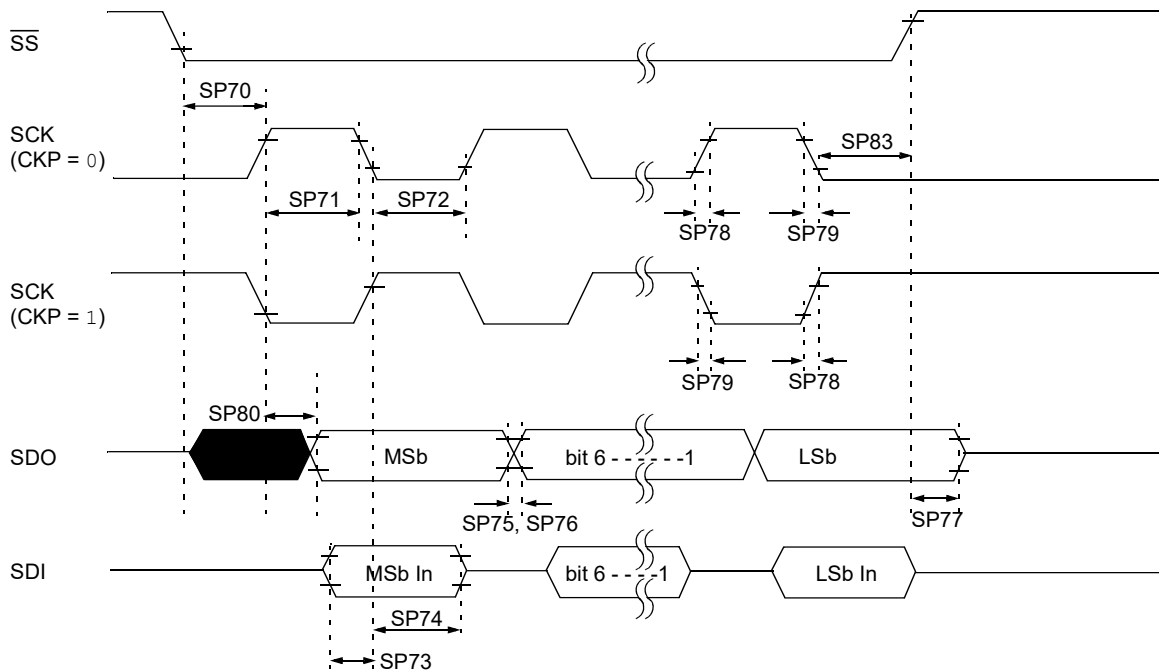 SS
SP70
SCK
(CKP = 0)
SP83
SP71
SP72
SP78
SP79
SCK
(CKP = 1)
SP79
SP78
SP80
SDO
MSb
bit 6 - - - - - -1
LSb
SP75, SP76
SP77
SDI
MSb In
bit 6 - - - - -1
LSb In
SP74
SP73